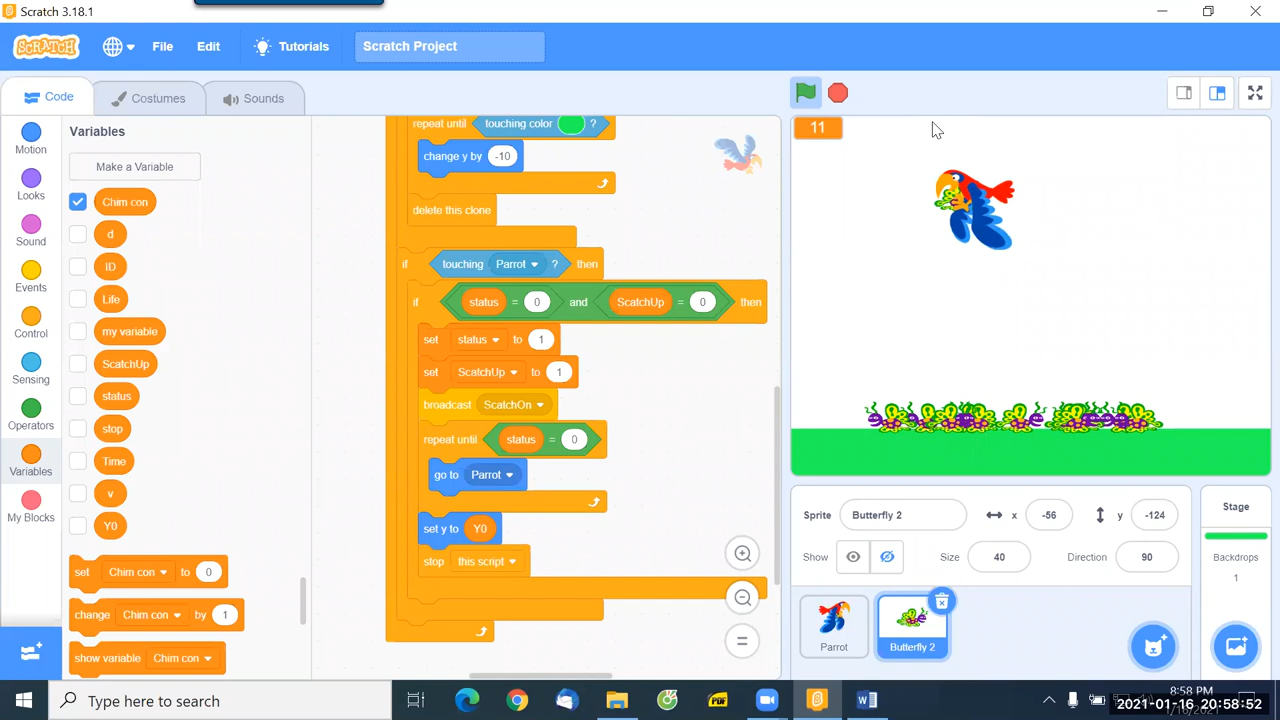 Scratch 3.18.1
SCRATCH
File
Edit
Tutorials
Scratch Project
Code
Costumes
Sounds
Motion
Looks
Sound
Events
Control
Sensing
Operators
Variables
My Blocks
Variables
Make a Variable
Chim con
d
ID
Life
my variable
ScatchUp
status
stop
Time
v
Y0
set Chim con to 0
change Chim con by 1
show variable Chim con
repeat until touching color ?
change y by -10
delete this clone
if touching Parrot ? then
if status = 0 and ScatchUp = 0 then
set status to 1
set ScatchUp to 1
broadcast ScatchOn
repeat until status = 0
go to Parrot
set y to Y0
stop this script
11
Sprite Butterfly 2 x -56 y -124
Show Size 40 Direction 90
Parrot
Butterfly 2
Stage
Backdrops
1
Type here to search
PDF
8:58 PM
2021-01-16 20:58:52